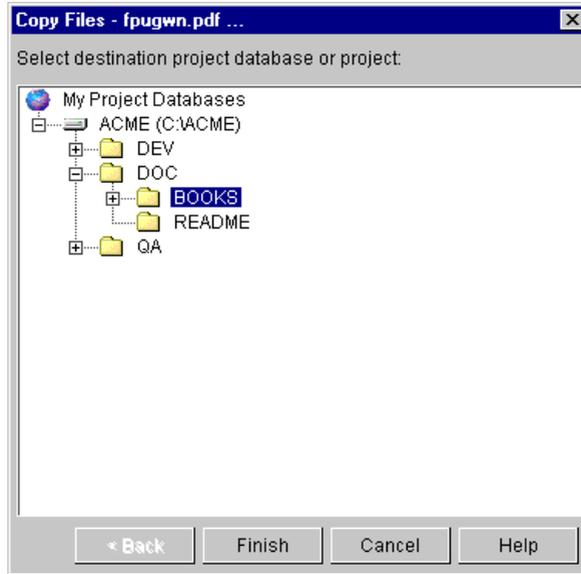 Copy Files - fpugwn.pdf ...
Select destination project database or project:
My Project Databases
ACME (C:\ACME)
DEV
DOC
BOOKS
README
QA
< Back Finish Cancel Help